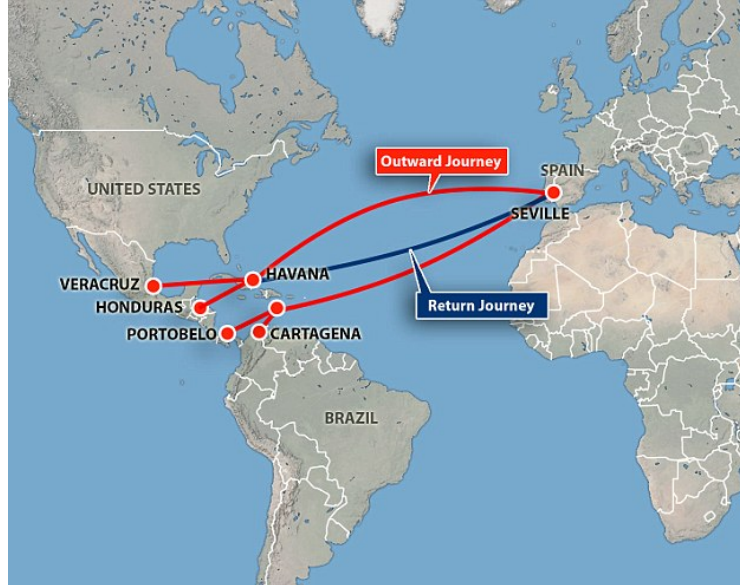 Outward Journey
SPAIN
UNITED STATES
SEVILLE
HAVANA
VERACRUZ
HONDURAS
Return Journey
PORTOBELO
CARTAGENA
BRAZIL